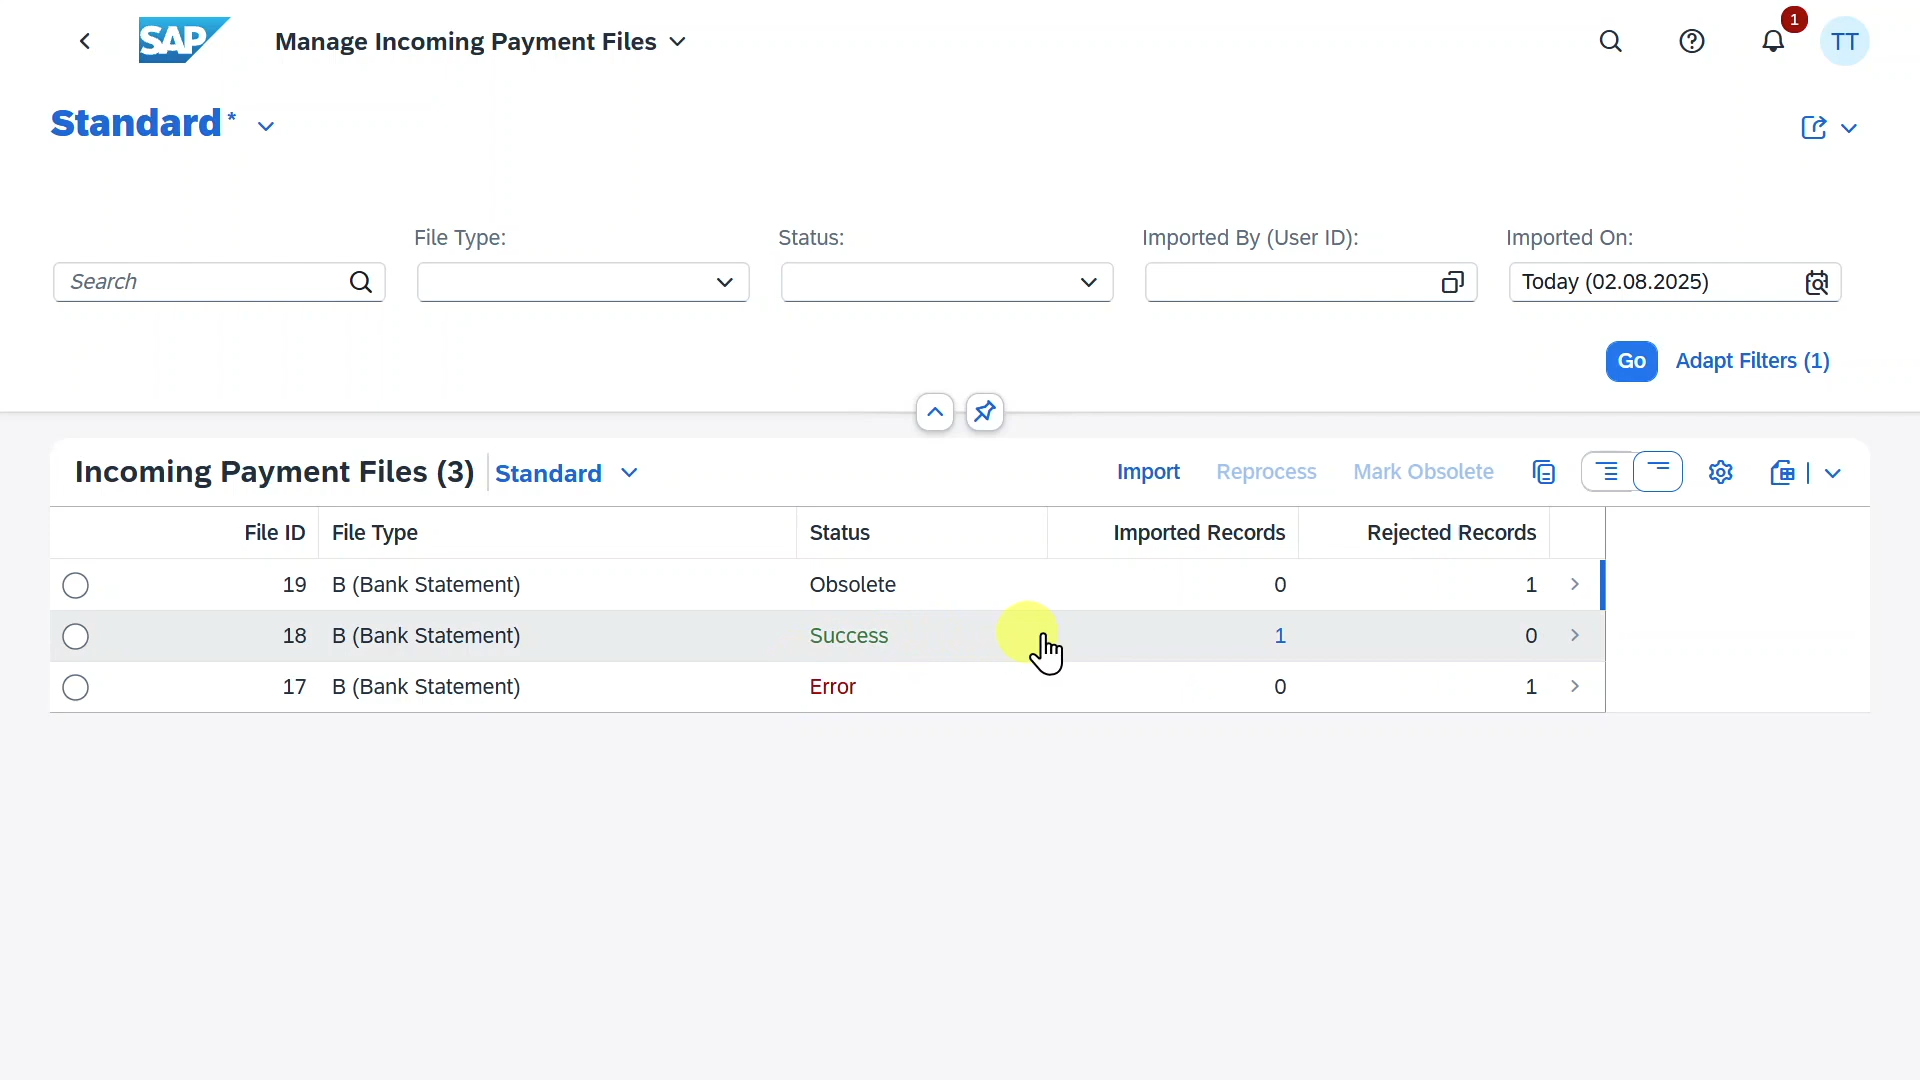 SAP Manage Incoming Payment Files 1 TT
Standard *
File Type: Status: Imported By (User ID): Imported On:
Search Today (02.08.2025)
Go Adapt Filters (1)
Incoming Payment Files (3) Standard Import Reprocess Mark Obsolete
File ID File Type Status Imported Records Rejected Records
19 B (Bank Statement) Obsolete 0 1
18 B (Bank Statement) Success 1 0
17 B (Bank Statement) Error 0 1